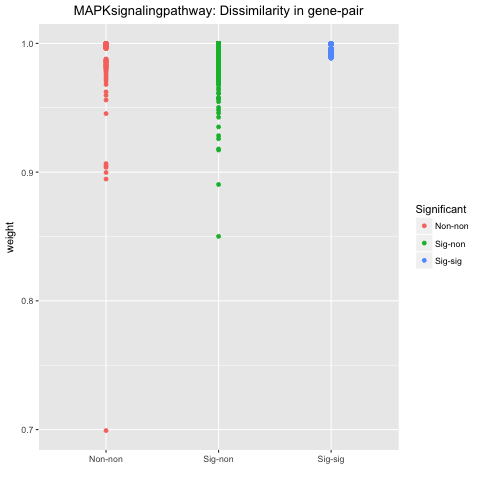 MAPKsignalingpathway: Dissimilarity in gene-pair
1.0
0.9
0.8
0.7
weight
Non-non
Sig-non
Sig-sig
Significant
Non-non
Sig-non
Sig-sig